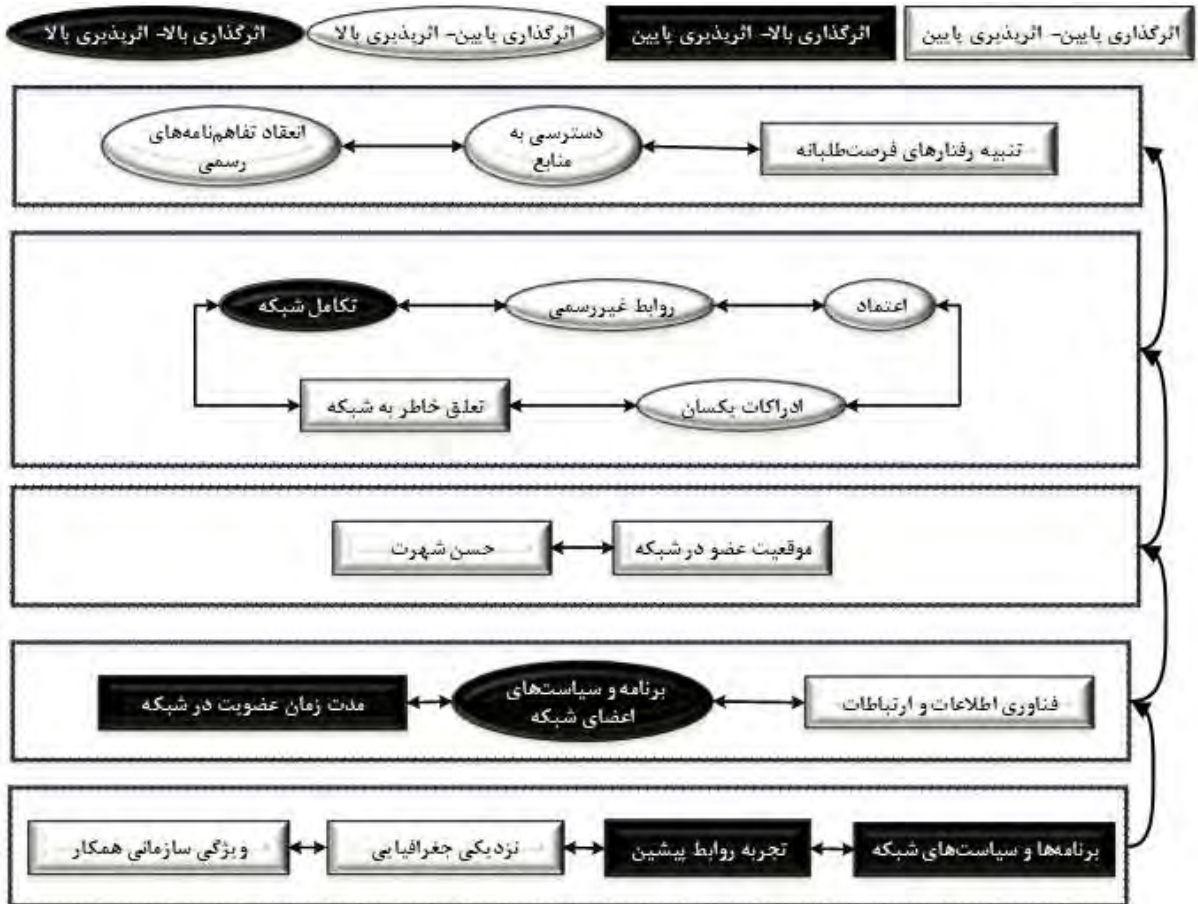 اثرگذاری پایین- اثرپذیری پایین
اثرگذاری بالا- اثرپذیری پایین
اثرگذاری پایین- اثرپذیری بالا
اثرگذاری بالا- اثرپذیری بالا
تنبیه رفتارهای فرصت‌طلبانه
دسترسی به
منابع
انعقاد تفاهم‌نامه‌های
رسمی
اعتماد
روابط غیررسمی
تکامل شبکه
ادراکات یکسان
تعلق خاطر به شبکه
موقعیت عضو در شبکه
حسن شهرت
فناوری اطلاعات و ارتباطات
برنامه و سیاست‌های
اعضای شبکه
مدت زمان عضویت در شبکه
برنامه‌ها و سیاست‌های شبکه
تجربه روابط پیشین
نزدیکی جغرافیایی
ویژگی سازمانی همکار